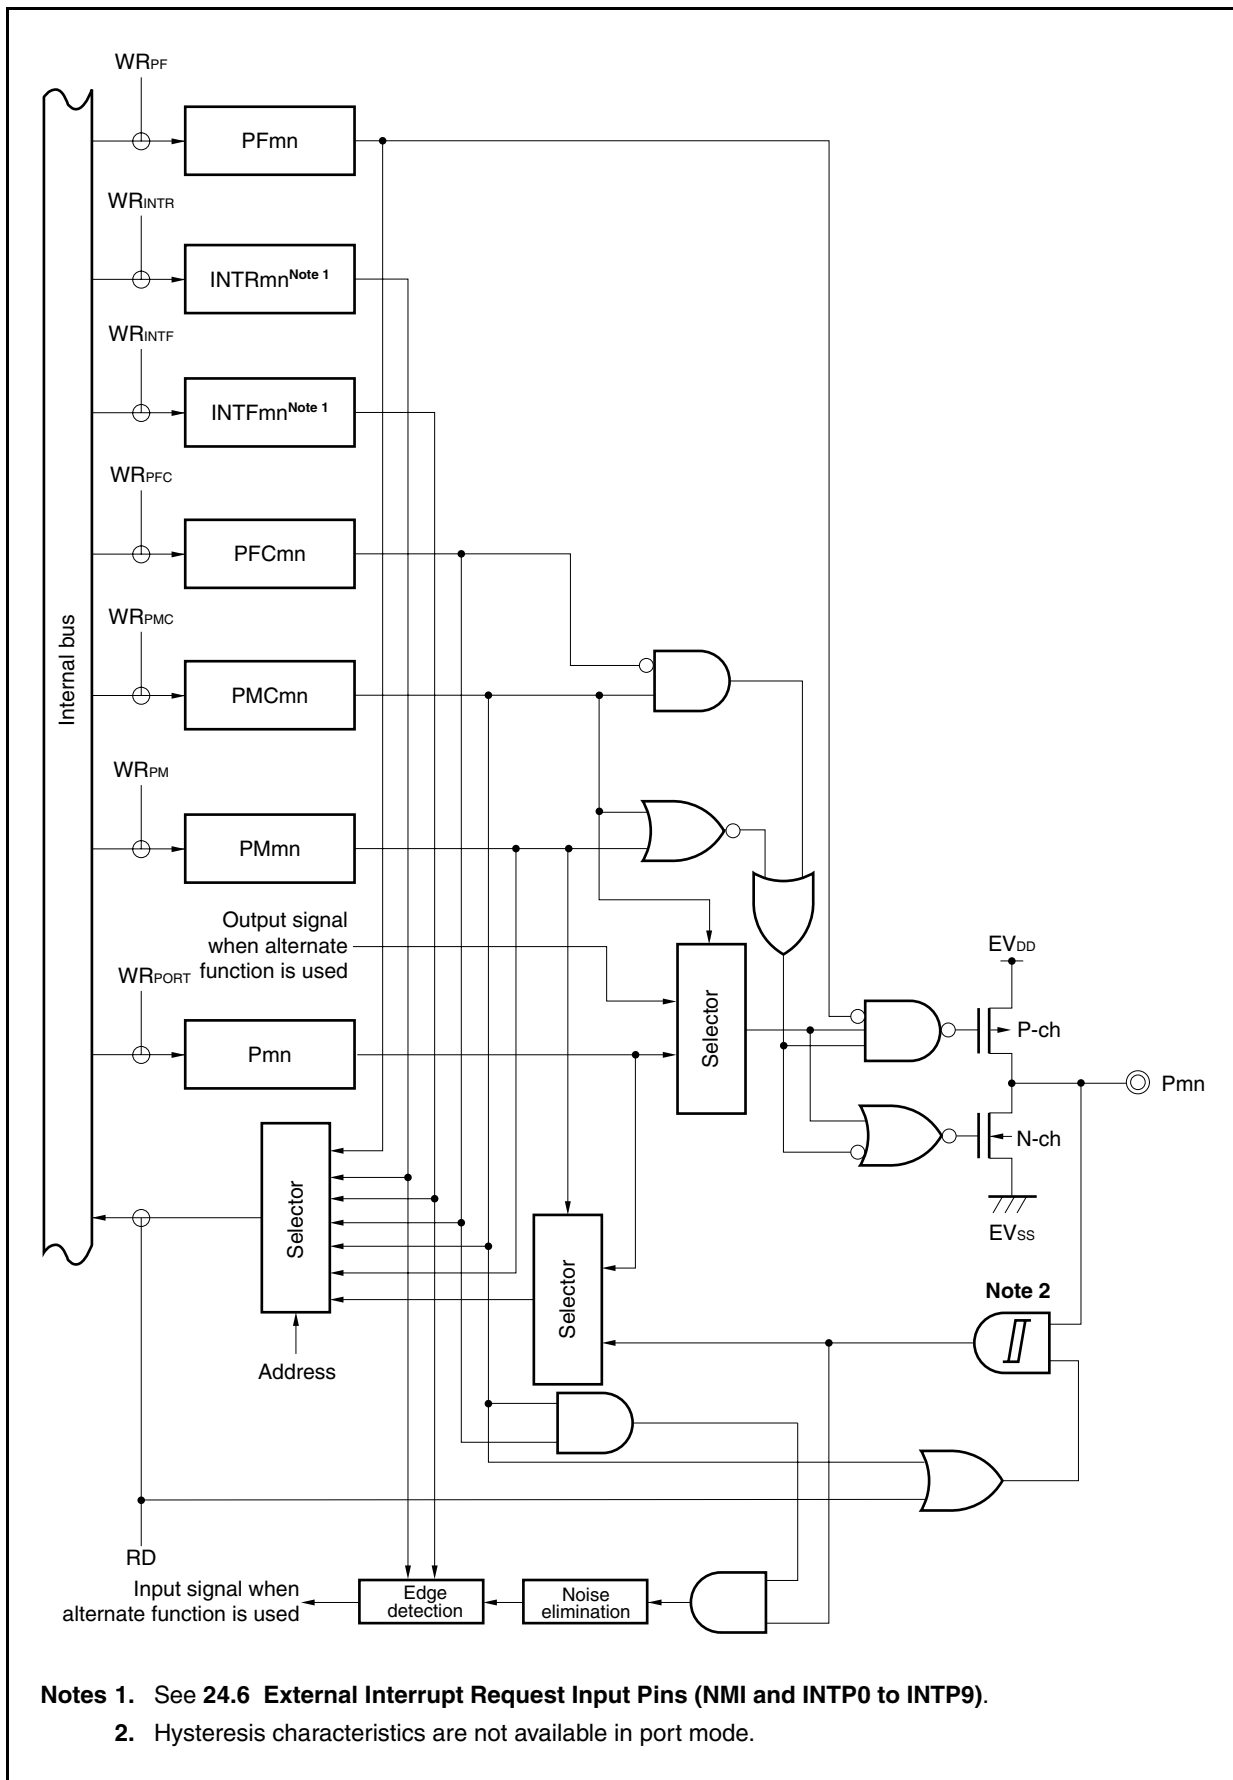 WRPF
PFmn
WRINTR
INTRmnNote 1
WRINTF
INTFmnNote 1
WRPFC
PFCmn
WRPMC
PMCmn
Internal bus
WRPM
PMmn
Output signal
when alternate
function is used
WRPORT
Pmn
Selector
EVDD
P-ch
Pmn
N-ch
EVSS
Selector
Selector
Note 2
Address
RD
Input signal when
alternate function is used
Edge
detection
Noise
elimination
Notes 1. See 24.6 External Interrupt Request Input Pins (NMI and INTP0 to INTP9).
2. Hysteresis characteristics are not available in port mode.